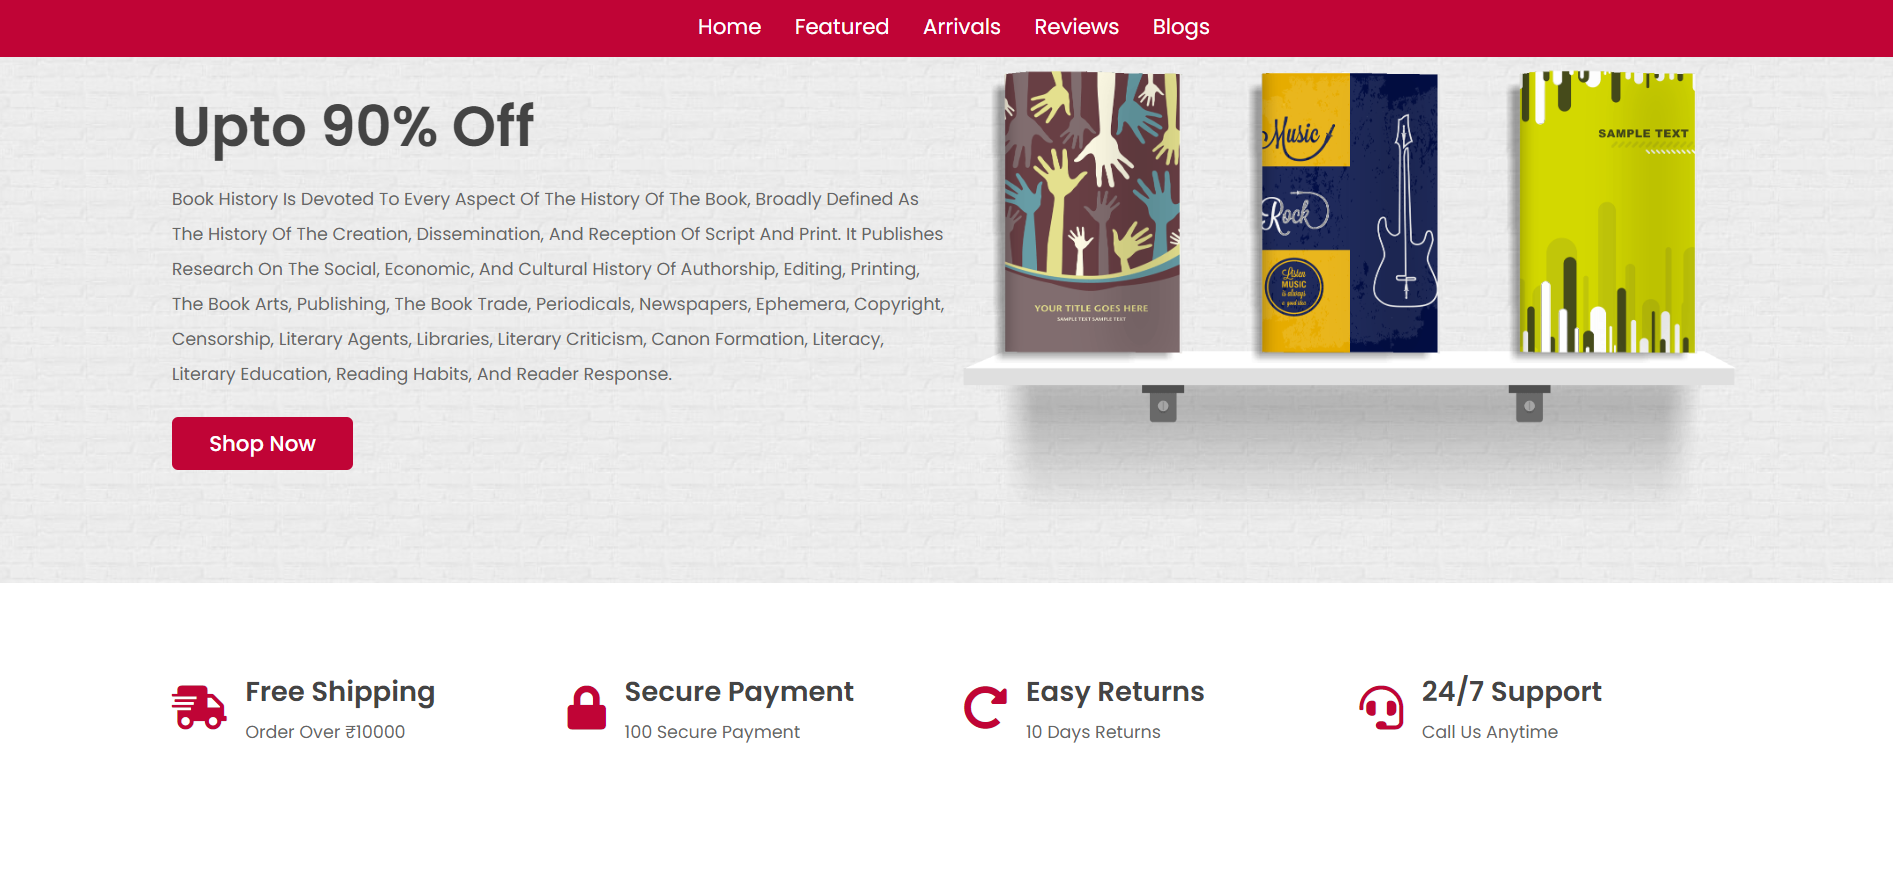 Home Featured Arrivals Reviews Blogs
Upto 90% Off
Book History Is Devoted To Every Aspect Of The History Of The Book, Broadly Defined As
The History Of The Creation, Dissemination, And Reception Of Script And Print. It Publishes
Research On The Social, Economic, And Cultural History Of Authorship, Editing, Printing,
The Book Arts, Publishing, The Book Trade, Periodicals, Newspapers, Ephemera, Copyright,
Censorship, Literary Agents, Libraries, Literary Criticism, Canon Formation, Literacy,
Literary Education, Reading Habits, And Reader Response.
Shop Now
YOUR TITLE GOES HERE
SAMPLE TEXT SAMPLE TEXT
Music
Rock
Listen
MUSIC
is always
a good idea
SAMPLE TEXT
Free Shipping
Order Over ₹10000
Secure Payment
100 Secure Payment
Easy Returns
10 Days Returns
24/7 Support
Call Us Anytime